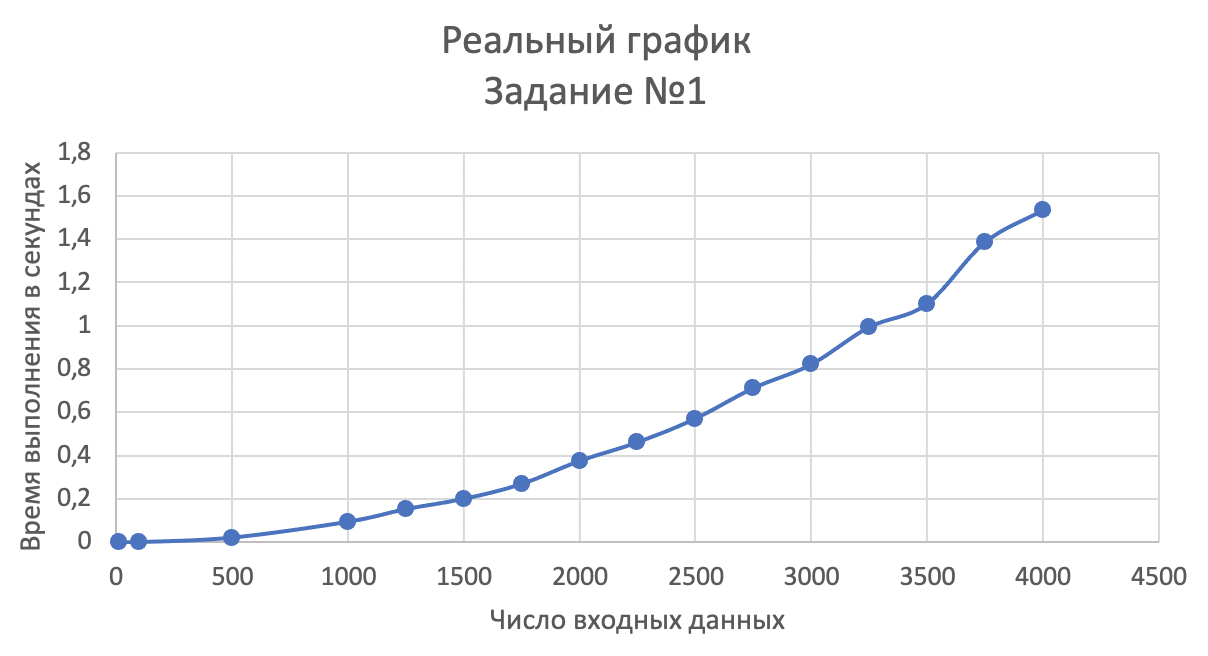 Реальный график
Задание №1
Время выполнения в секундах
1,8
1,6
1,4
1,2
1
0,8
0,6
0,4
0,2
0
0 500 1000 1500 2000 2500 3000 3500 4000 4500
Число входных данных